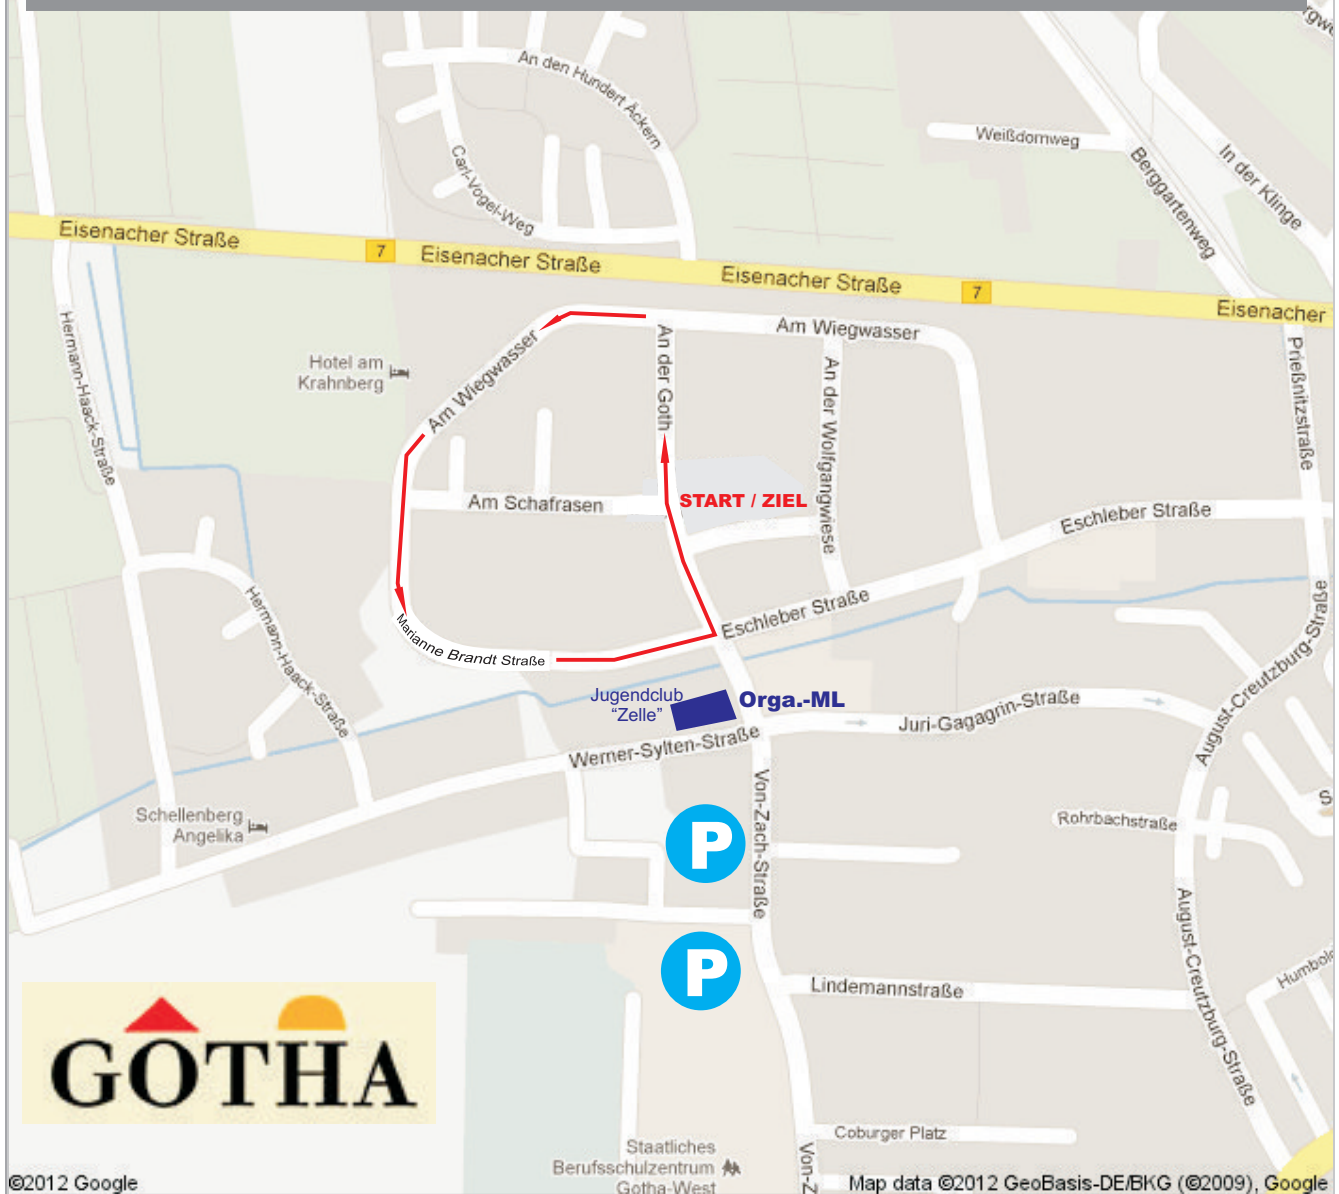 An den Hundert Äckern
Carl-Vogel-Weg
Weißdornweg
Berggartenweg
In der Klinge
Eisenacher Straße
7
Eisenacher Straße
Eisenacher Straße
7
Eisenacher
Hermann-Haack-Straße
Hotel am
Krahnberg
Am Wiegwasser
An der Goth
Am Wiegwasser
An der Wolfgangwiese
Prießnitzstraße
Am Schafrasen
START / ZIEL
Eschleber Straße
Eschleber Straße
Marianne Brandt Straße
Hermann-Haack-Straße
Jugendclub
“Zelle”
Orga.-ML
Juri-Gagagrin-Straße
August-Creutzburg-Straße
Werner-Sylten-Straße
Schellenberg
Angelika
Von-Zach-Straße
P
Rohrbachstraße
S
August-Creutzburg-Straße
P
Lindemannstraße
Humbol
GOTHA
Coburger Platz
Staatliches
Berufsschulzentrum
Gotha-West
Von-Z
©2012 Google
Map data ©2012 GeoBasis-DE/BKG (©2009), Google